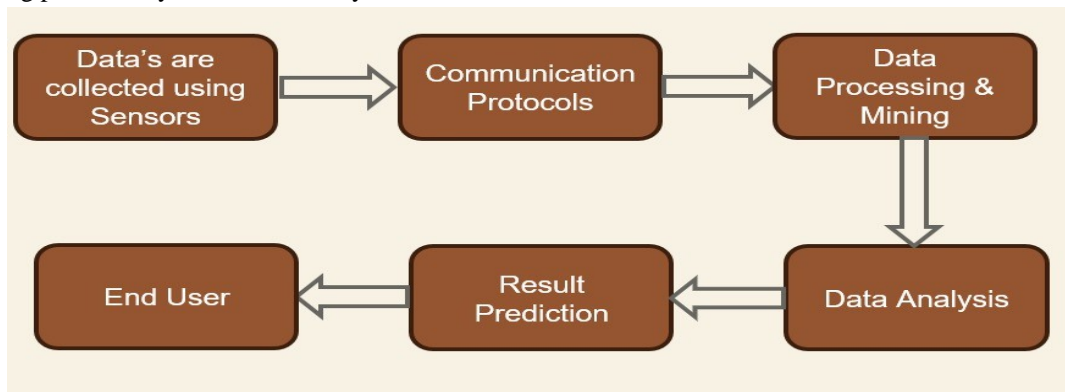 Data's are
collected using
Sensors
Communication
Protocols
Data
Processing &
Mining
Data Analysis
Result
Prediction
End User